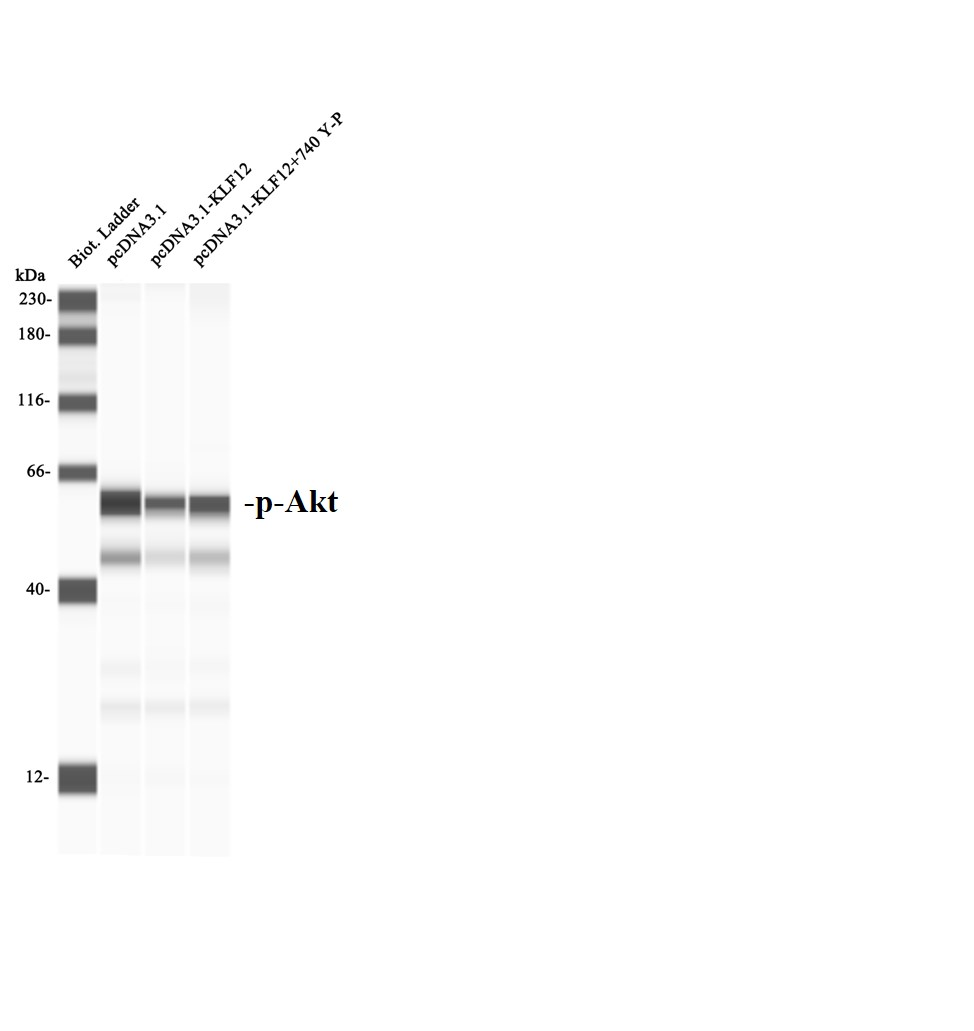 Biot. Ladder
pcDNA3.1
pcDNA3.1-KLF12
pcDNA3.1-KLF12+740 Y-P
kDa
230-
180-
116-
66-
-p-Akt
40-
12-